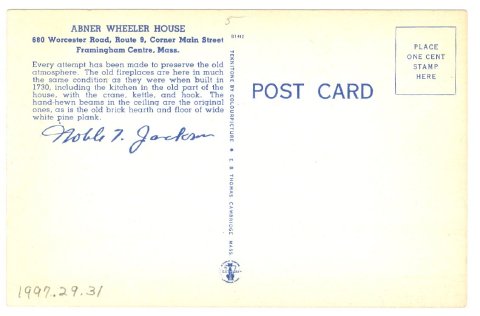 5
ABNER WHEELER HOUSE
680 Worcester Road, Route 9, Corner Main Street
Framingham Centre, Mass.
Every attempt has been made to preserve the old
atmosphere. The old fireplaces are here in much
the same condition as they were when built in
1730, including the kitchen in the old part of the
house, with the crane, kettle, and hook. The
hand-hewn beams in the ceiling are the original
ones, as is the old brick hearth and floor of wide
white pine plank.
Noble T. Jackson
1997.29.31
TENNITONE BY COLOURPICTURE * E B THOMAS CAMBRIDGE MASS
POST CARD
PLACE
ONE CENT
STAMP
HERE